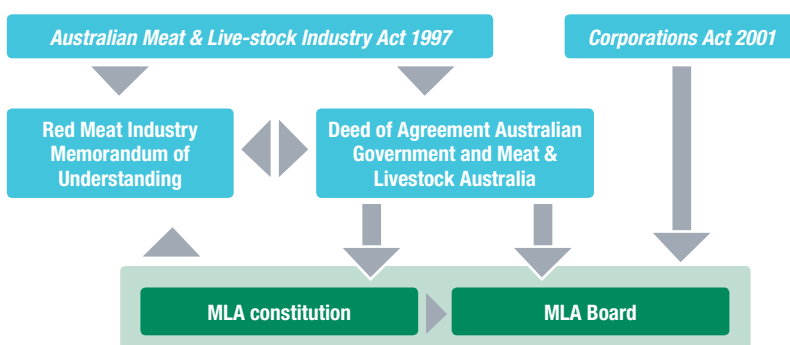 Australian Meat & Live-stock Industry Act 1997
Corporations Act 2001
Red Meat Industry
Memorandum of
Understanding
Deed of Agreement Australian
Government and Meat &
Livestock Australia
MLA constitution
MLA Board